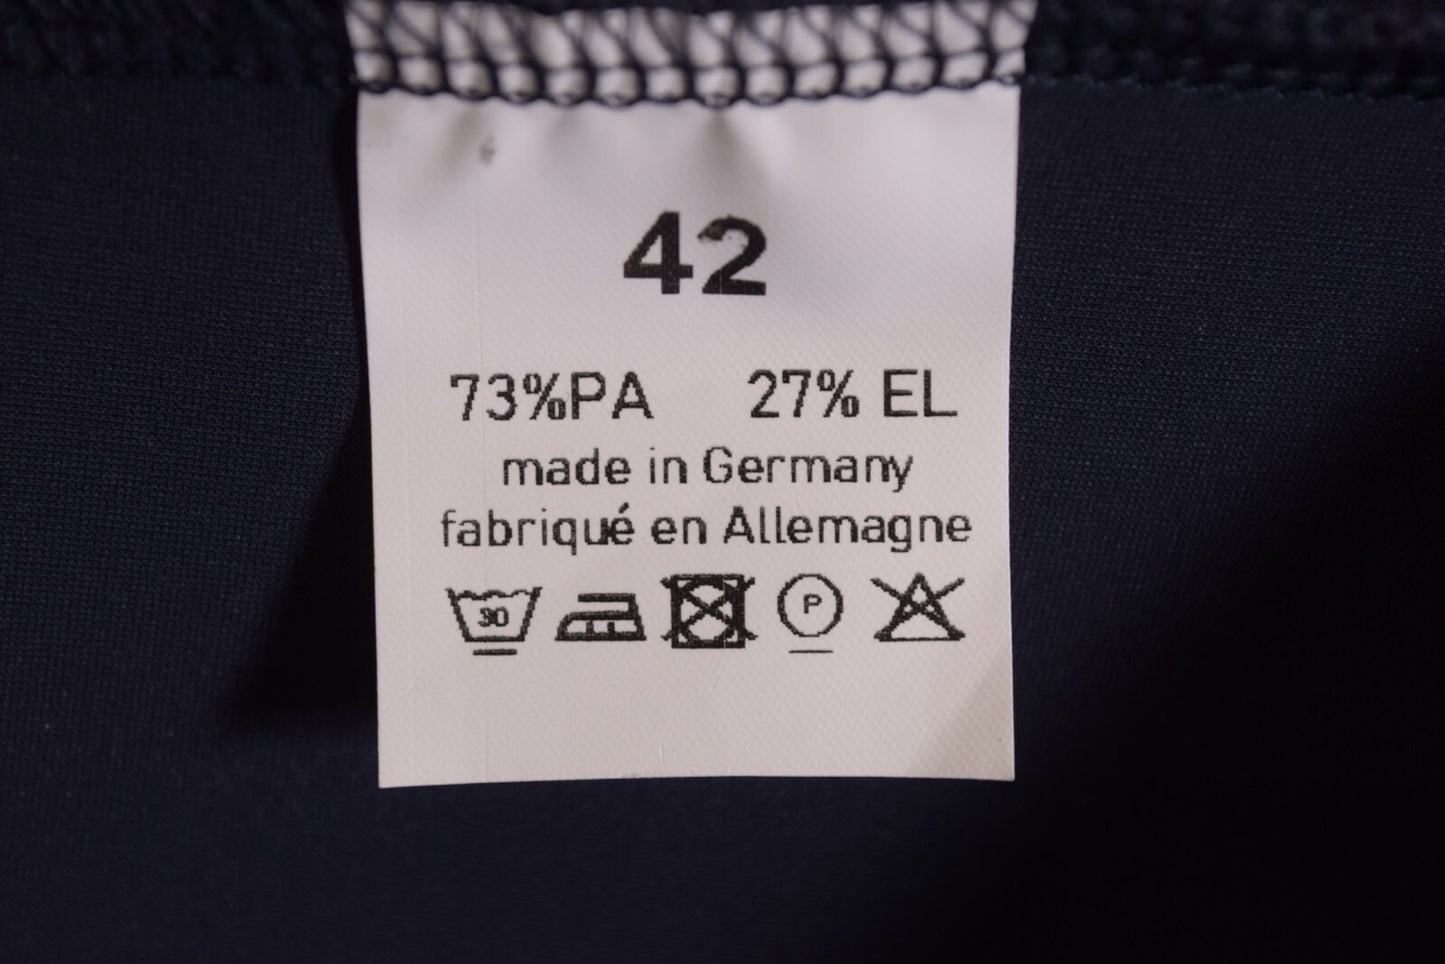 42
73%PA 27% EL
made in Germany
fabriqué en Allemagne
30 P